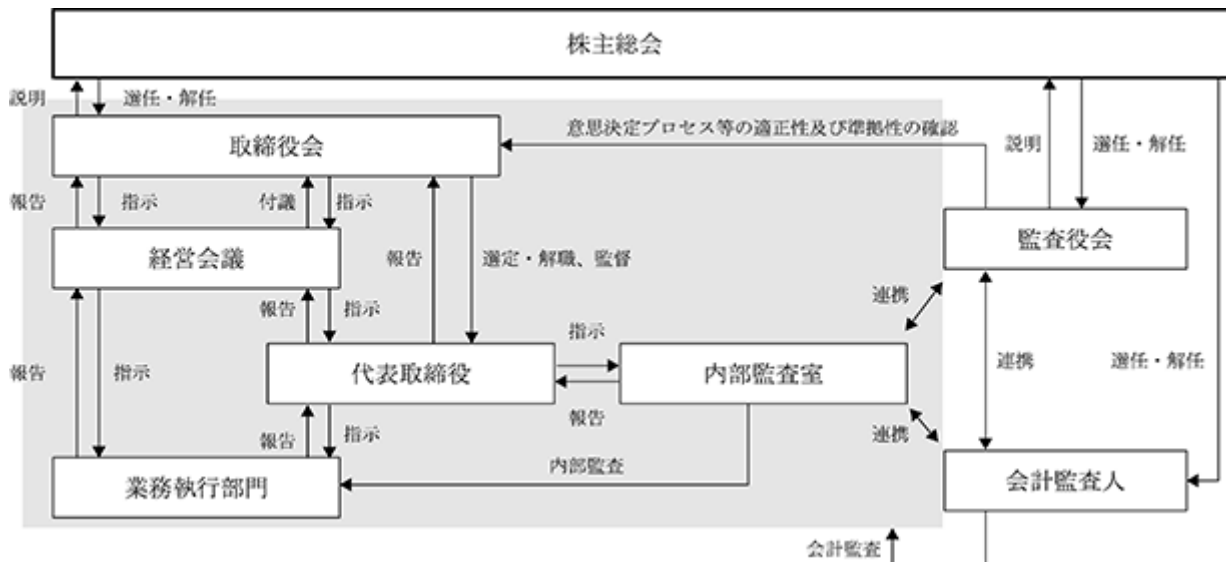 株主総会
説明
選任・解任
取締役会
意思決定プロセス等の適正性及び準拠性の確認
説明
選任・解任
報告
指示
付議
指示
監査役会
経営会議
報告
選定・解職、監督
連携
報告
指示
指示
代表取締役
内部監査室
報告
指示
連携
選任・解任
報告
報告
指示
連携
内部監査
業務執行部門
会計監査人
会計監査